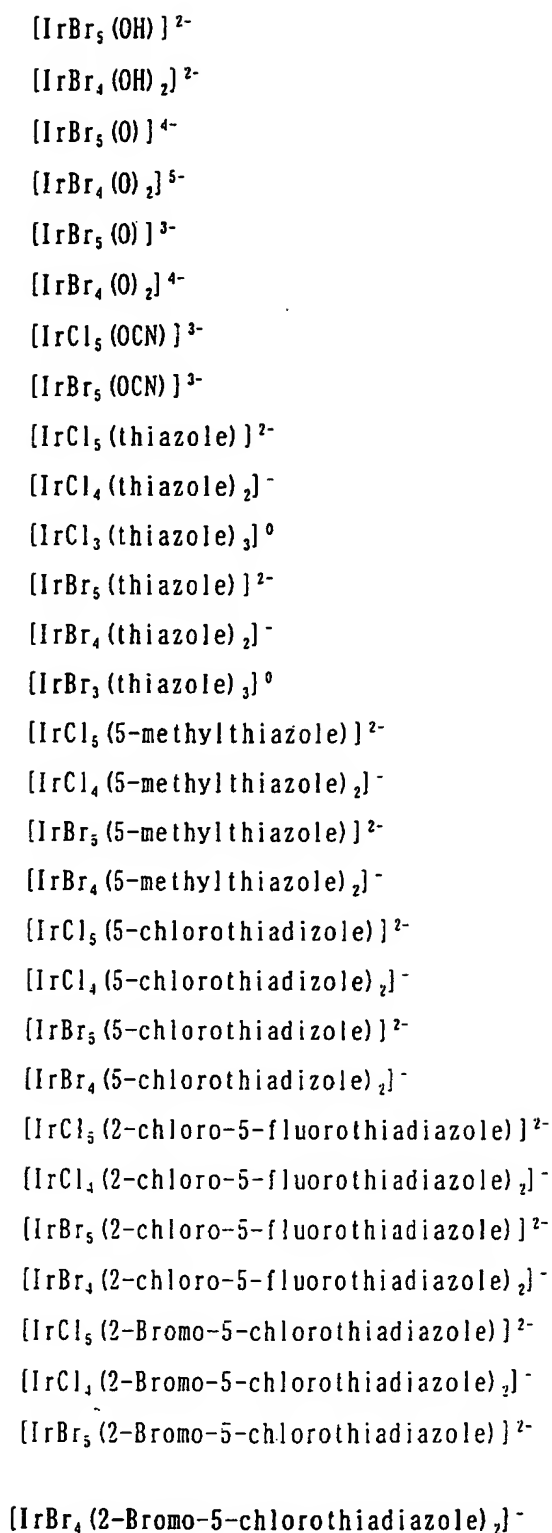 [IrBr₅(OH)]²⁻
[IrBr₄(OH)₂]²⁻
[IrBr₅(O)]⁴⁻
[IrBr₄(O)₂]⁵⁻
[IrBr₅(O)]³⁻
[IrBr₄(O)₂]⁴⁻
[IrCl₅(OCN)]³⁻
[IrBr₅(OCN)]³⁻
[IrCl₅(thiazole)]²⁻
[IrCl₄(thiazole)₂]⁻
[IrCl₃(thiazole)₃]⁰
[IrBr₅(thiazole)]²⁻
[IrBr₄(thiazole)₂]⁻
[IrBr₃(thiazole)₃]⁰
[IrCl₅(5-methylthiazole)]²⁻
[IrCl₄(5-methylthiazole)₂]⁻
[IrBr₅(5-methylthiazole)]²⁻
[IrBr₄(5-methylthiazole)₂]⁻
[IrCl₅(5-chlorothiadizole)]²⁻
[IrCl₄(5-chlorothiadizole)₂]⁻
[IrBr₅(5-chlorothiadizole)]²⁻
[IrBr₄(5-chlorothiadizole)₂]⁻
[IrCl₅(2-chloro-5-fluorothiadiazole)]²⁻
[IrCl₄(2-chloro-5-fluorothiadiazole)₂]⁻
[IrBr₅(2-chloro-5-fluorothiadiazole)]²⁻
[IrBr₄(2-chloro-5-fluorothiadiazole)₂]⁻
[IrCl₅(2-Bromo-5-chlorothiadiazole)]²⁻
[IrCl₄(2-Bromo-5-chlorothiadiazole)₂]⁻
[IrBr₅(2-Bromo-5-chlorothiadiazole)]²⁻
[IrBr₄(2-Bromo-5-chlorothiadiazole)₂]⁻